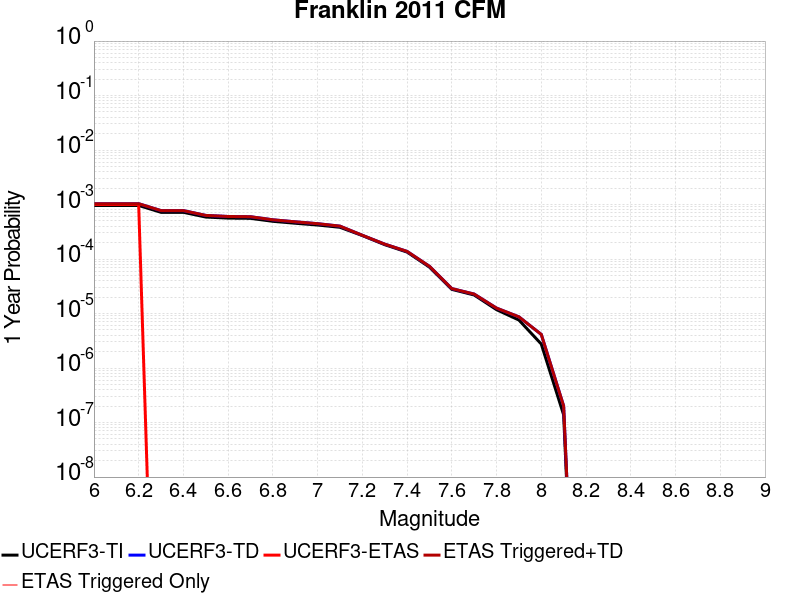 Franklin 2011 CFM
10^0
10^-1
10^-2
10^-3
10^-4
10^-5
10^-6
10^-7
10^-8
1 Year Probability
6 6.2 6.4 6.6 6.8 7 7.2 7.4 7.6 7.8 8 8.2 8.4 8.6 8.8 9
Magnitude
UCERF3-TI UCERF3-TD UCERF3-ETAS ETAS Triggered+TD
ETAS Triggered Only